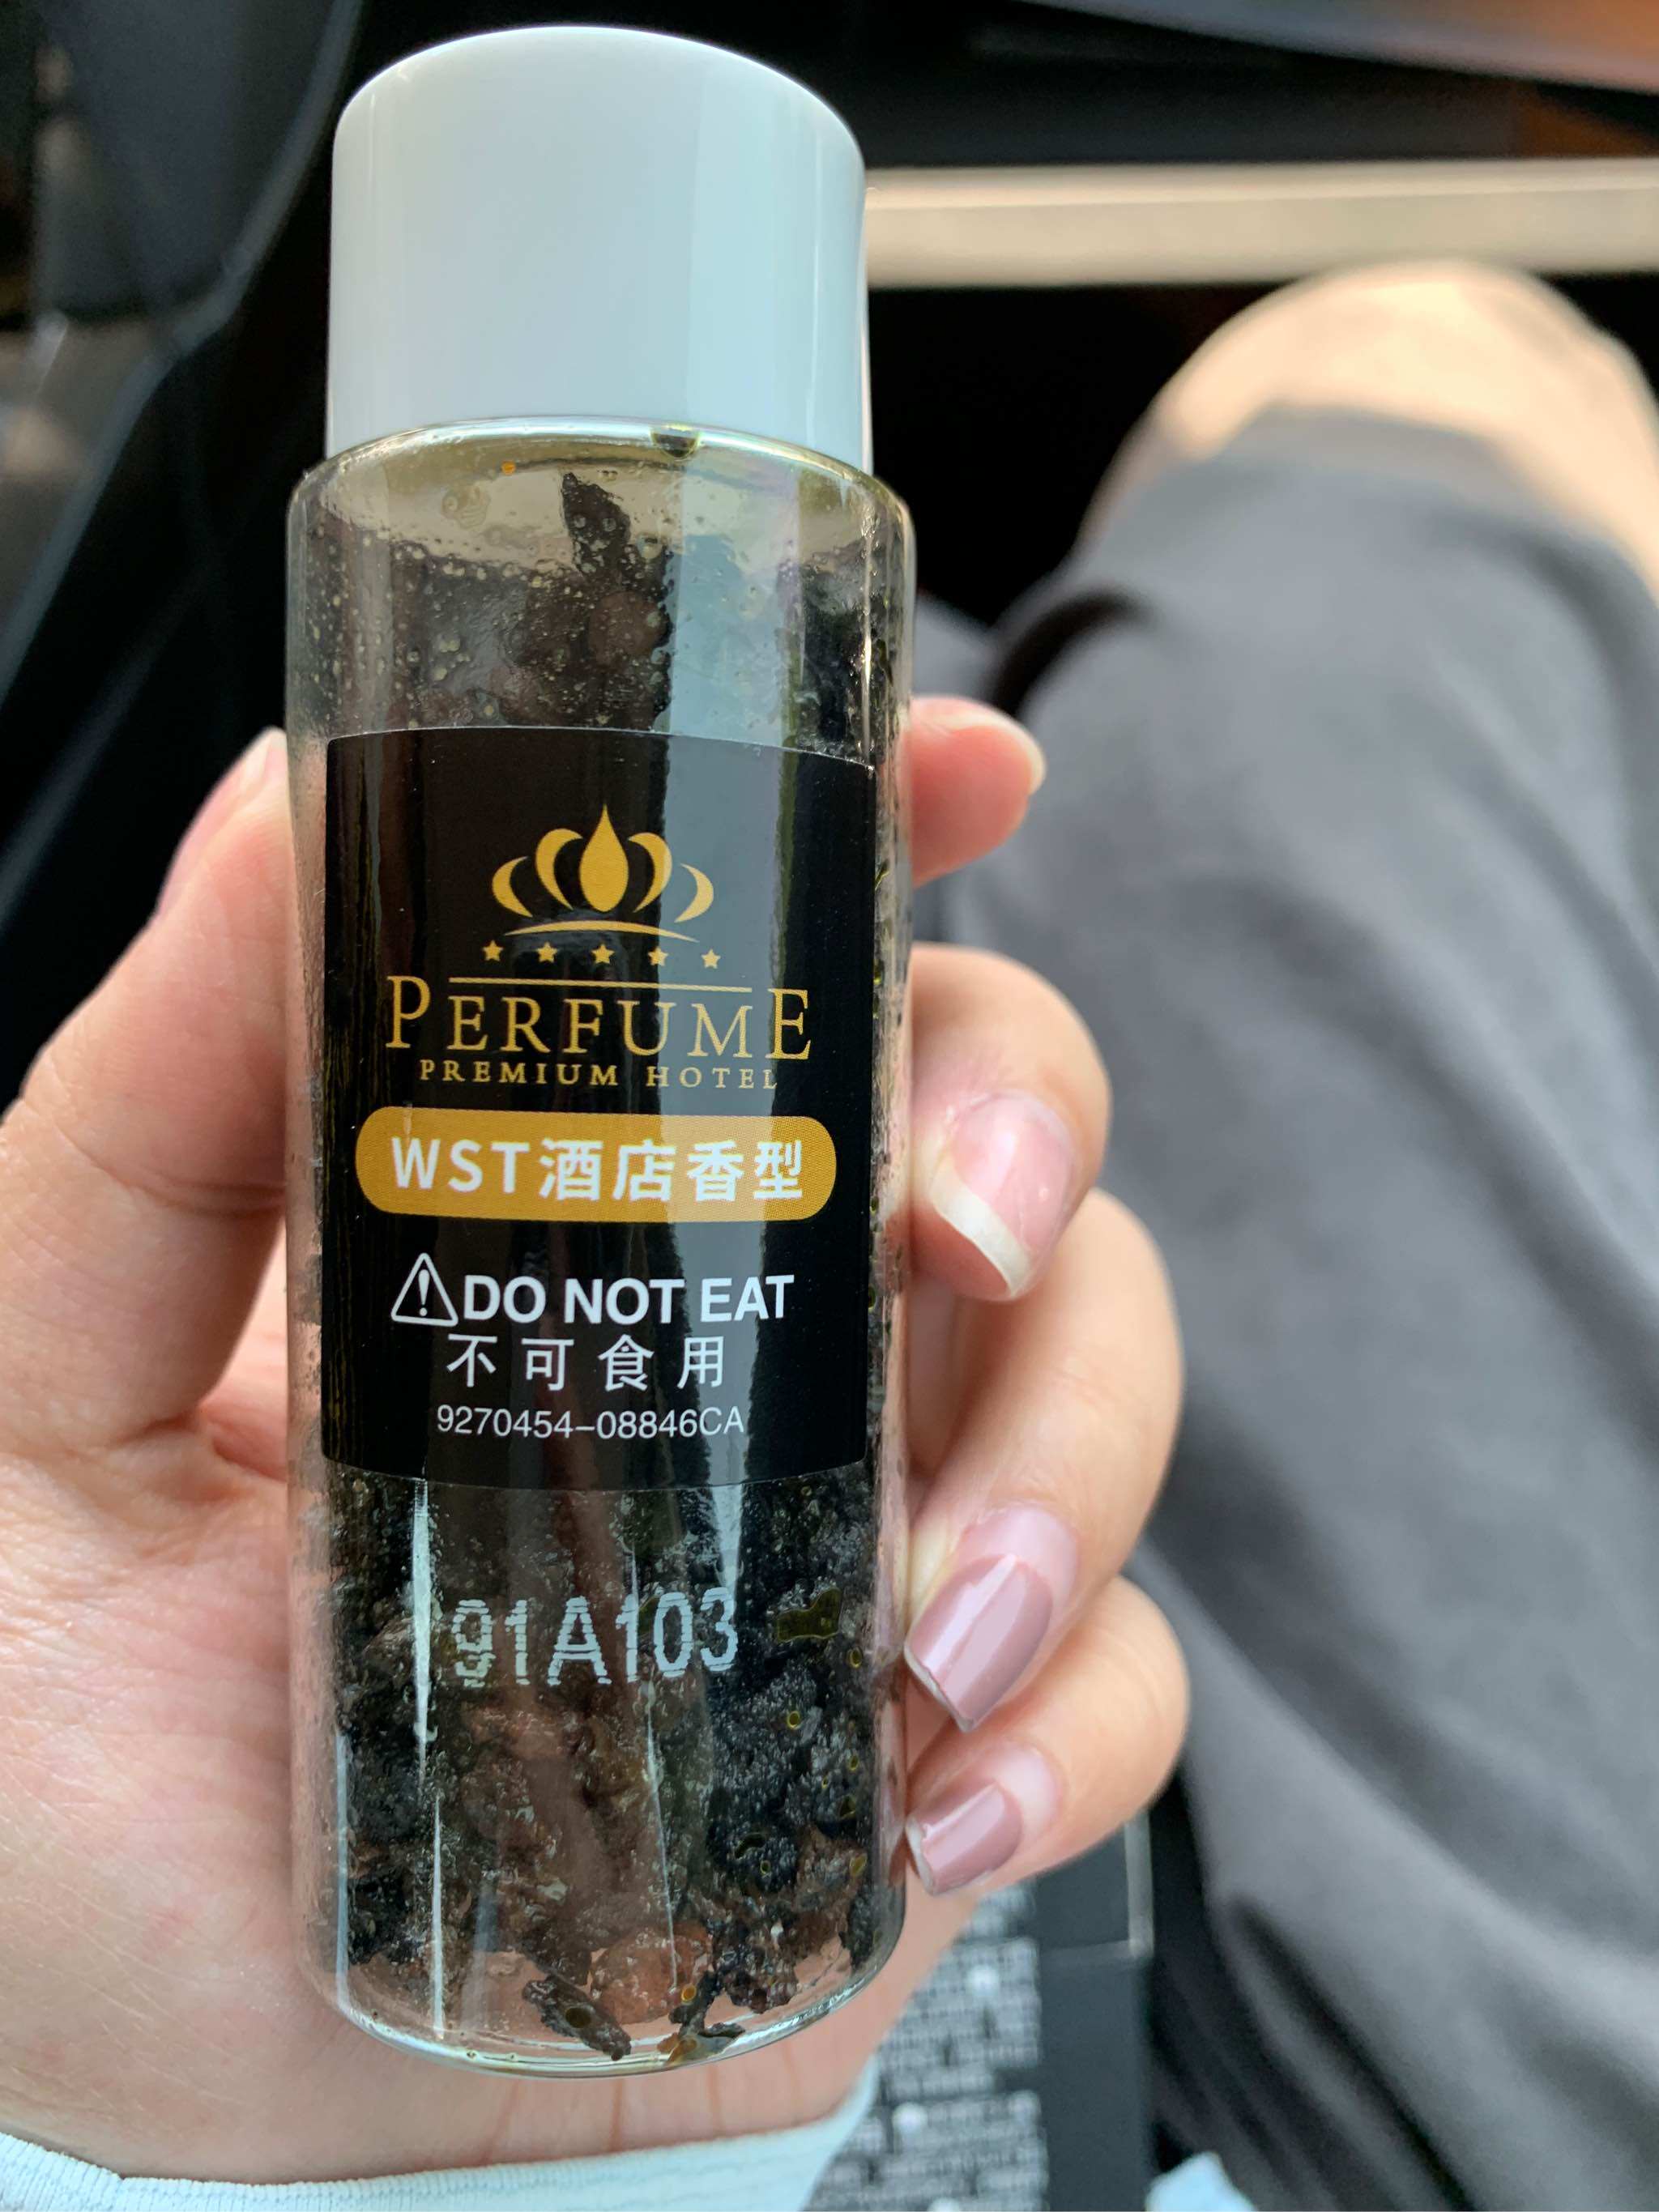 PERFUME
PREMIUM HOTEL
WST酒店香型
DO NOT EAT
不可食用
9270454-08846CA
91A103